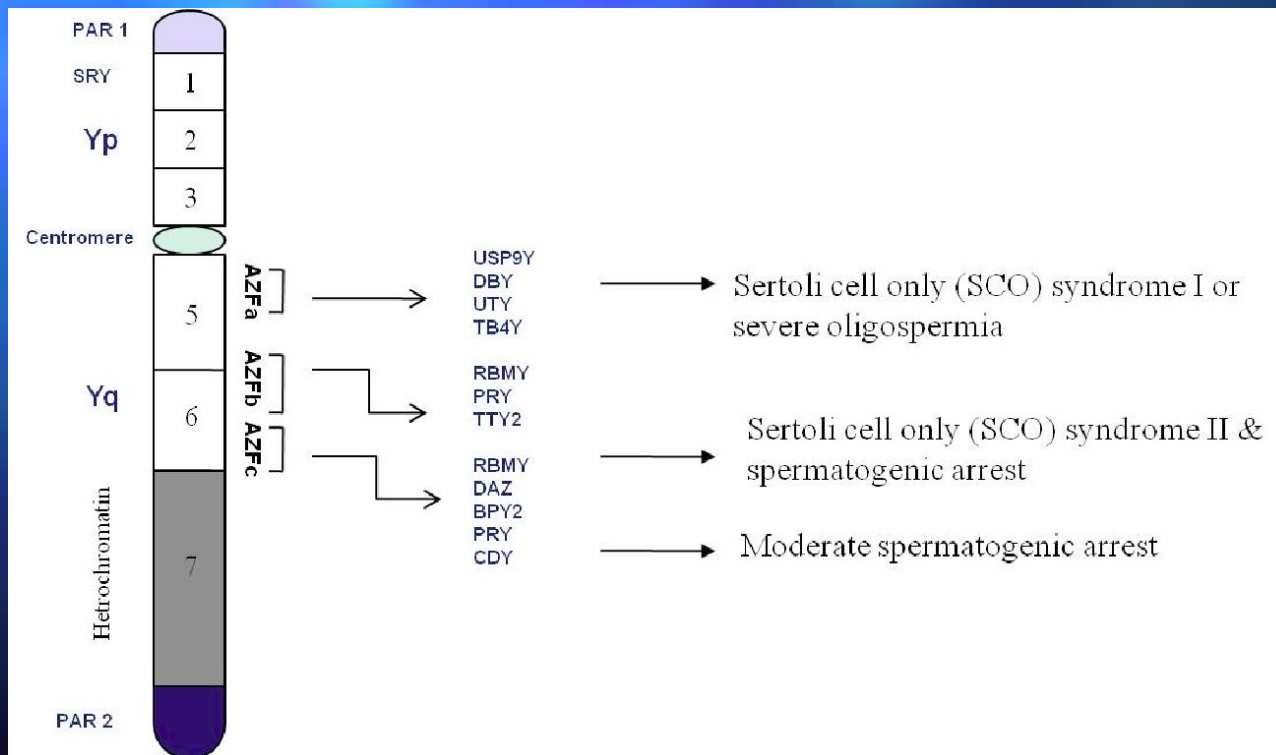 PAR 1
SRY
1
Yp
2
3
Centromere
5
Yq
6
Hetrochromatin
7
PAR 2
AZFa
AZFb
AZFc
USP9Y
DBY
UTY
TB4Y
RBMY
PRY
TTY2
RBMY
DAZ
BPY2
PRY
CDY
Sertoli cell only (SCO) syndrome I or
severe oligospermia
Sertoli cell only (SCO) syndrome II &
spermatogenic arrest
Moderate spermatogenic arrest